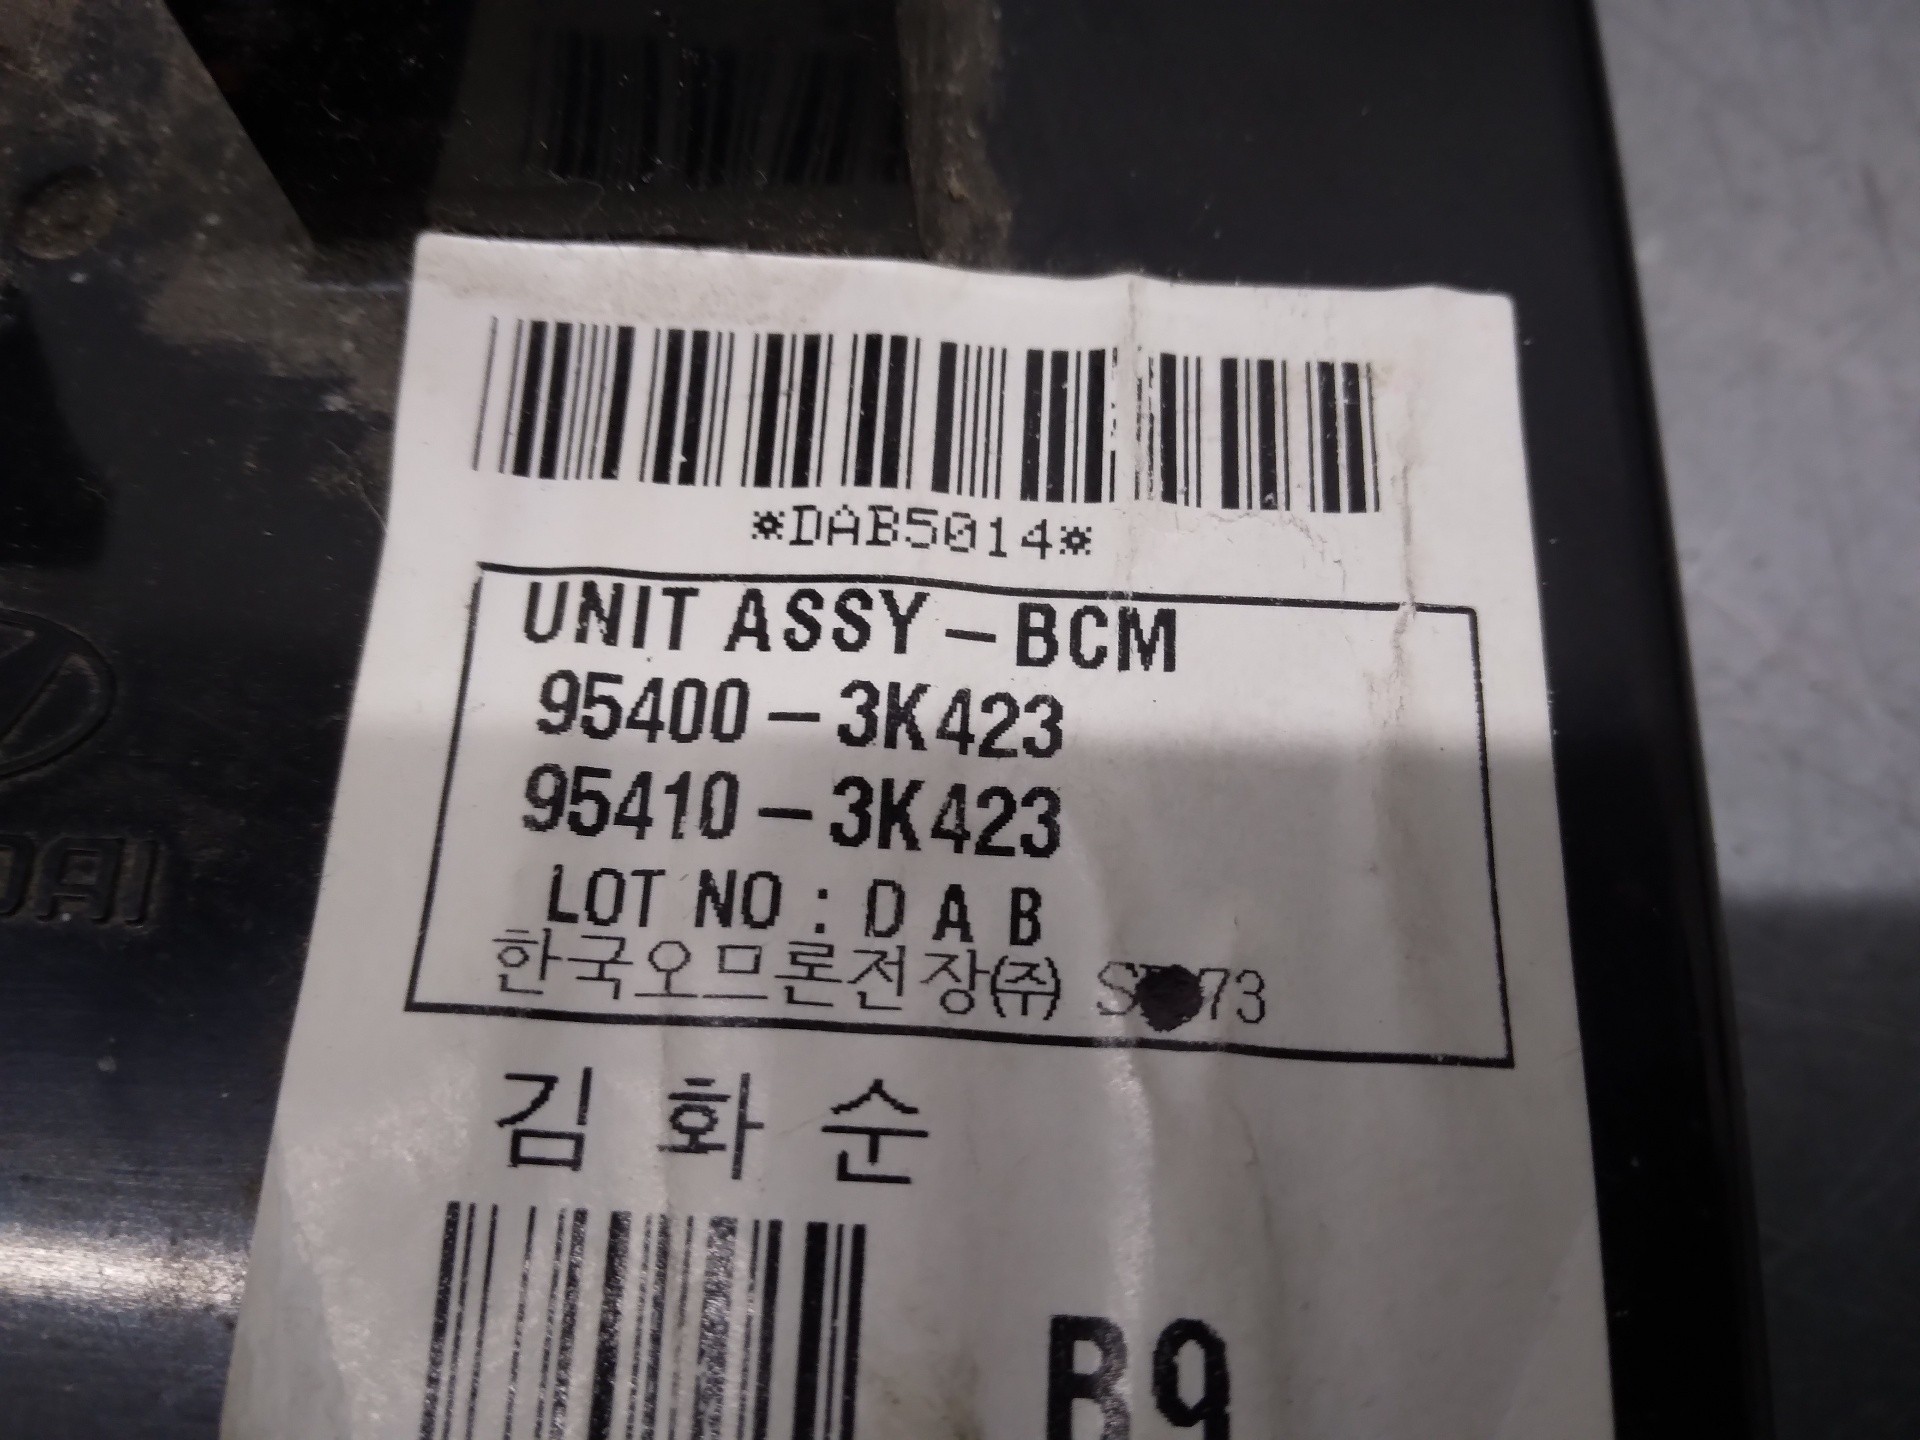 *DAB5014*
UNIT ASSY-BCM
95400-3K423
95410-3K423
LOT NO : D A B
한국오므론전장(주)
김 화 순
B9